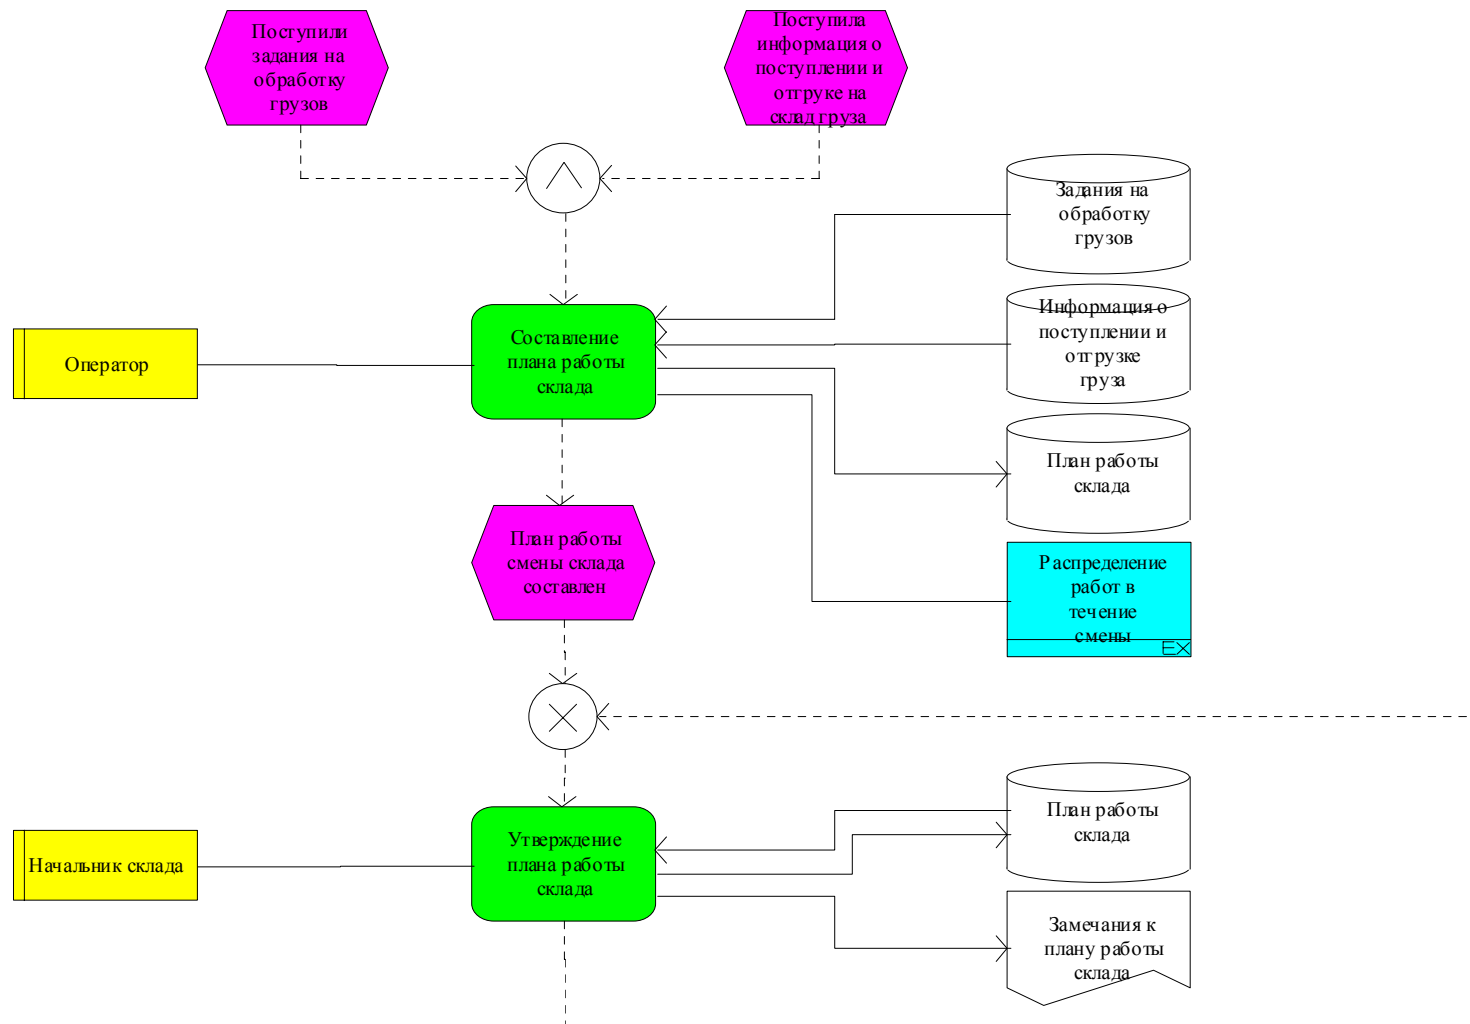 Поступили
задания на
обработку
грузов
Поступила
информация о
поступлении и
отгруке на
склад груза
Задания на
обработку
грузов
Составление
плана работы
склада
Оператор
Информация о
поступлении и
отгрузке
груза
План работы
склада
План работы
смены склада
составлен
Распределение
работ в
течение
смены
EX
План работы
склада
Утверждение
плана работы
склада
Начальник склада
Замечания к
плану работы
склада